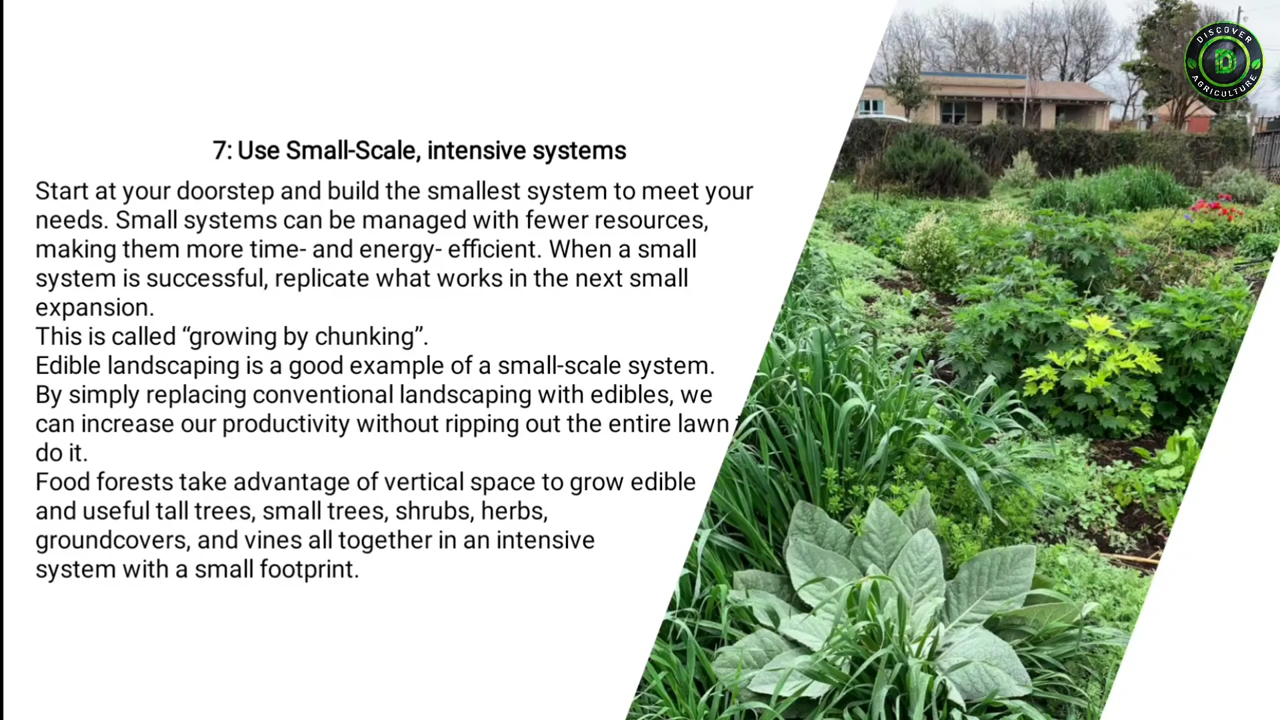 7: Use Small-Scale, intensive systems
Start at your doorstep and build the smallest system to meet your
needs. Small systems can be managed with fewer resources,
making them more time- and energy- efficient. When a small
system is successful, replicate what works in the next small
expansion.
This is called “growing by chunking”.
Edible landscaping is a good example of a small-scale system.
By simply replacing conventional landscaping with edibles, we
can increase our productivity without ripping out the entire lawn
do it.
Food forests take advantage of vertical space to grow edible
and useful tall trees, small trees, shrubs, herbs,
groundcovers, and vines all together in an intensive
system with a small footprint.
DISCOVER
D
AGRICULTURE